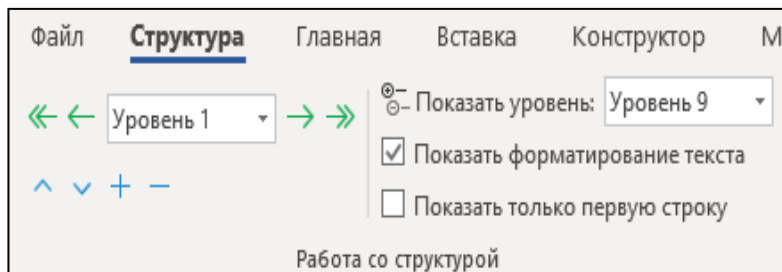 Файл Структура Главная Вставка Конструктор М
Уровень 1 Показать уровень: Уровень 9
Показать форматирование текста
Показать только первую строку
Работа со структурой